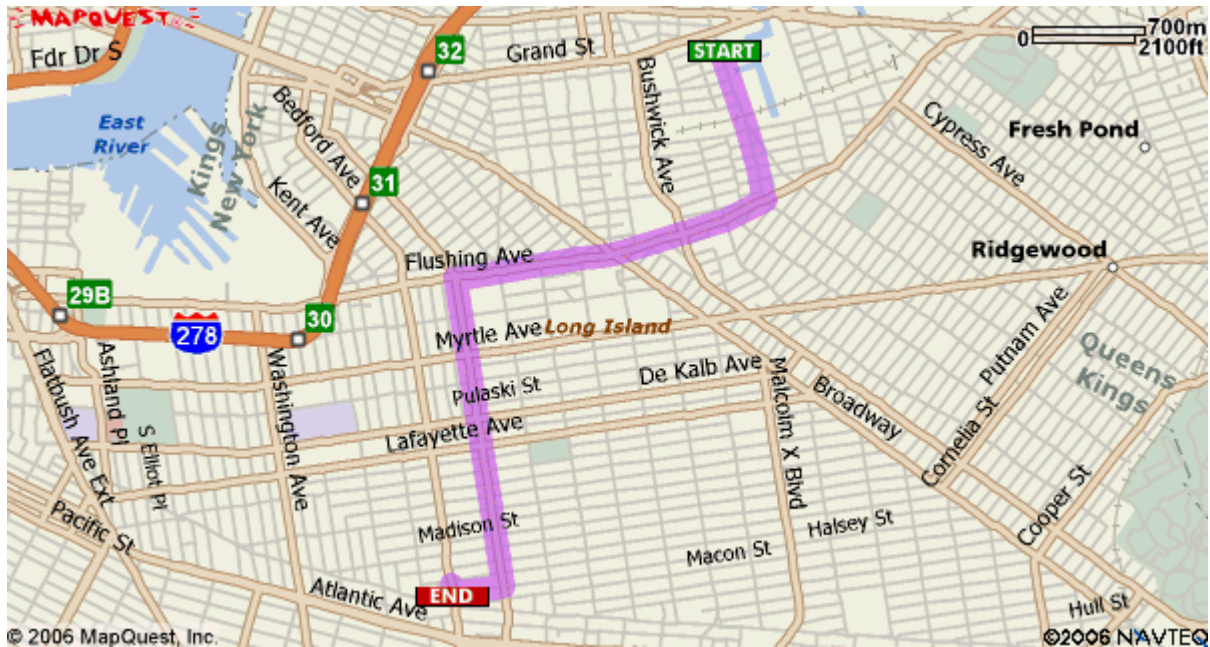 MAPQUEST
700m
0
2100ft
Fdr Dr S
32
Grand St
START
East
River
Kings
New York
Bedford Ave
Bushwick Ave
Cypress Ave
Fresh Pond
31
Kent Ave
Flushing Ave
Ridgewood
29B
278
30
Myrtle Ave
Long Island
Putnam Ave
Queens
Kings
Flatbush Ave Ext
Ashland Pl
S Elliot Pl
Washington Ave
Pulaski St
De Kalb Ave
Malcolm X Blvd
Broadway
Lafayette Ave
Cornelia St
Cooper St
Pacific St
Madison St
Halsey St
Macon St
Atlantic Ave
END
Hull St
© 2006 MapQuest, Inc.
©2006 NAVTEQ